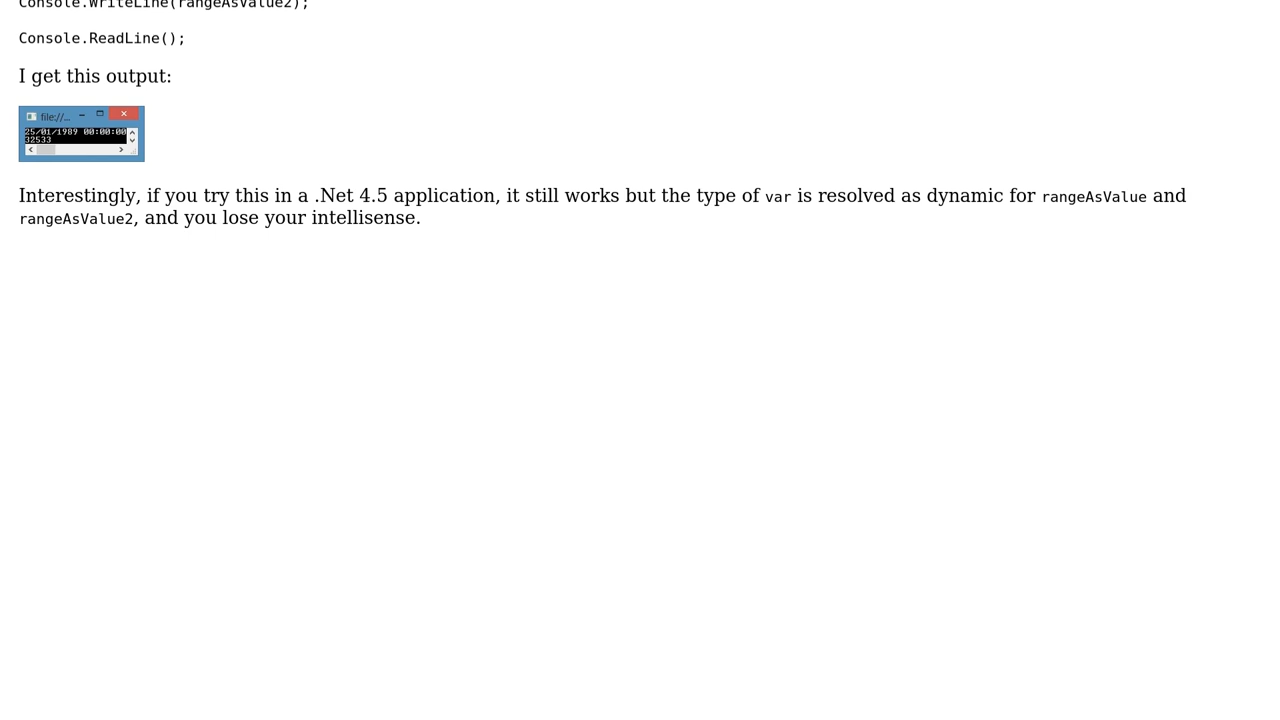 Console.WriteLine(rangeAsValue2);
Console.ReadLine();
I get this output:
file://...
25/01/1989 00:00:00
32533
Interestingly, if you try this in a .Net 4.5 application, it still works but the type of var is resolved as dynamic for rangeAsValue and
rangeAsValue2, and you lose your intellisense.